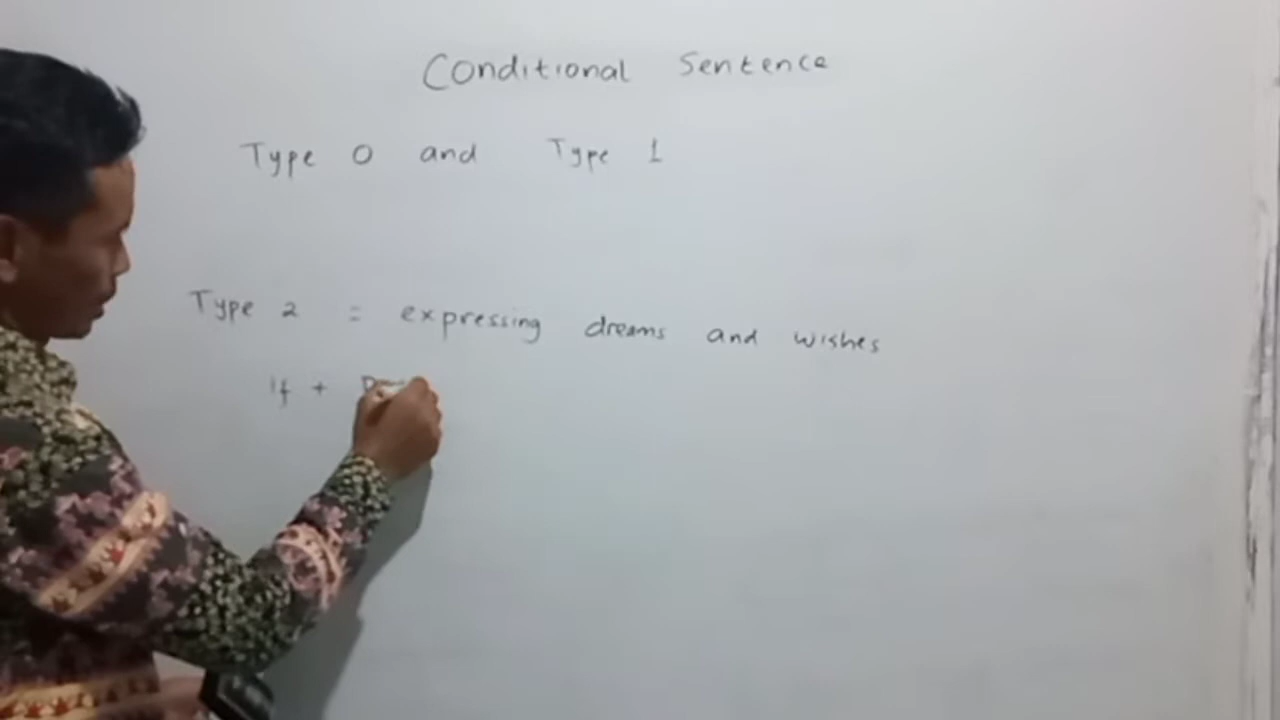 Conditional Sentence
Type 0 and Type 1
Type 2 = expressing dreams and wishes
If +